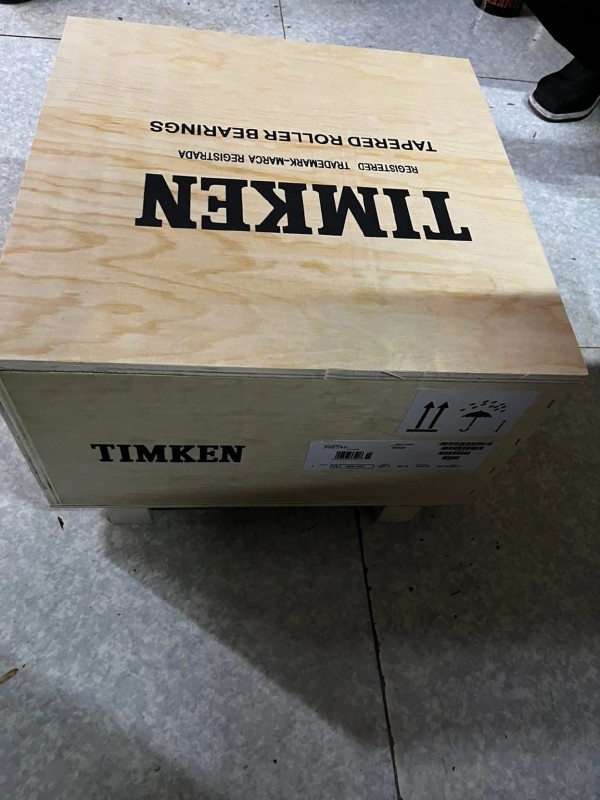 TIMKEN
REGISTERED TRADEMARK-MARCA REGISTRADA
TAPERED ROLLER BEARINGS
TIMKEN